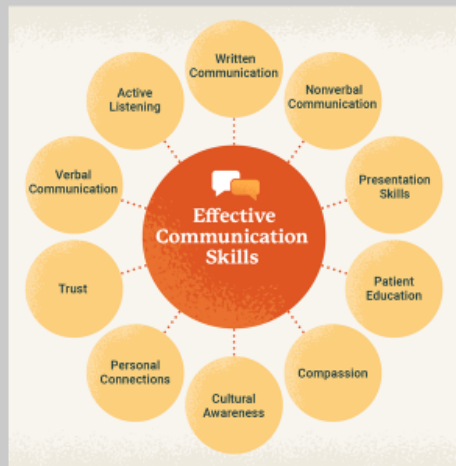 Written
Communication
Nonverbal
Communication
Presentation
Skills
Patient
Education
Compassion
Cultural
Awareness
Personal
Connections
Trust
Verbal
Communication
Active
Listening
Effective
Communication
Skills